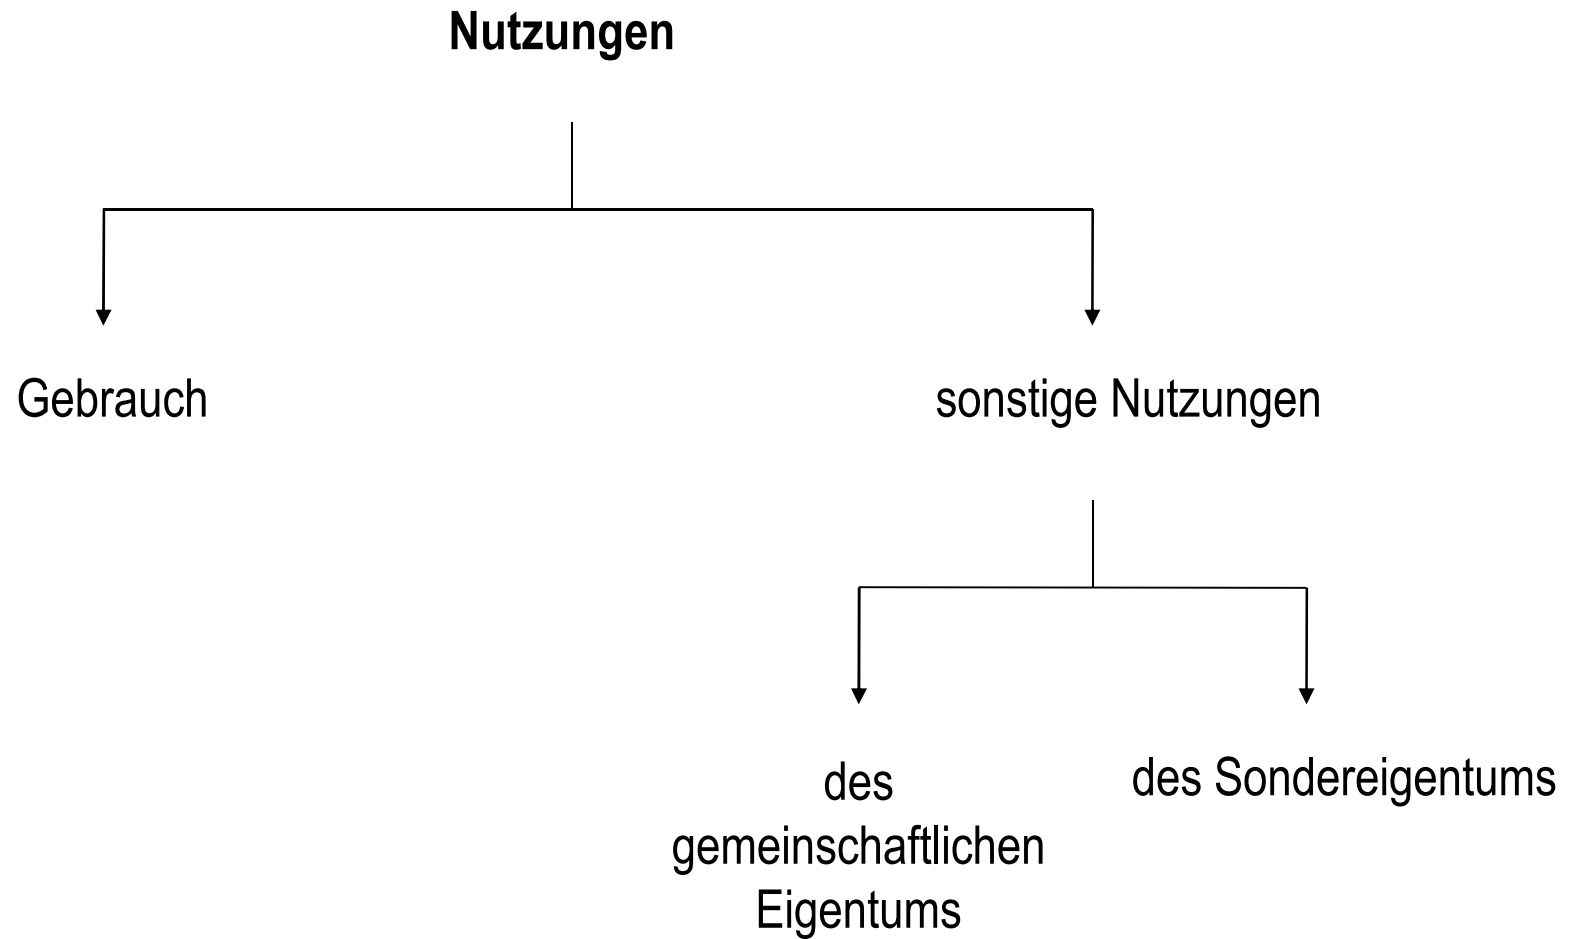 Nutzungen
Gebrauch
sonstige Nutzungen
des
gemeinschaftlichen
Eigentums
des Sondereigentums